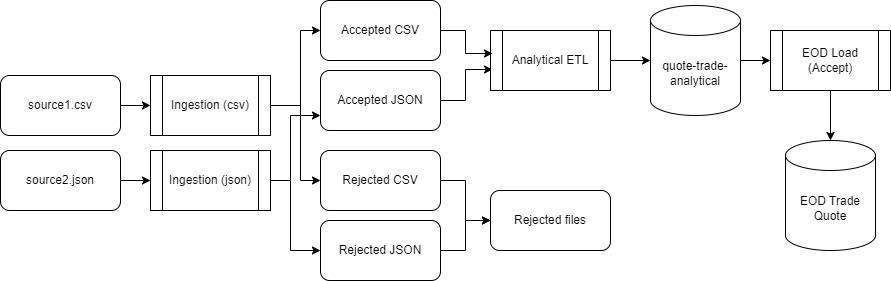 source1.csv
Ingestion (csv)
Accepted CSV
Accepted JSON
Analytical ETL
quote-trade-
analytical
EOD Load
(Accept)
source2.json
Ingestion (json)
Rejected CSV
Rejected JSON
Rejected files
EOD Trade
Quote